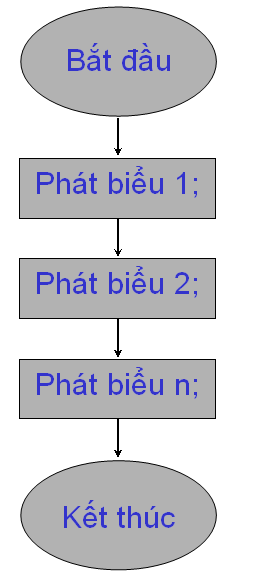 Bắt đầu
Phát biểu 1;
Phát biểu 2;
Phát biểu n;
Kết thúc